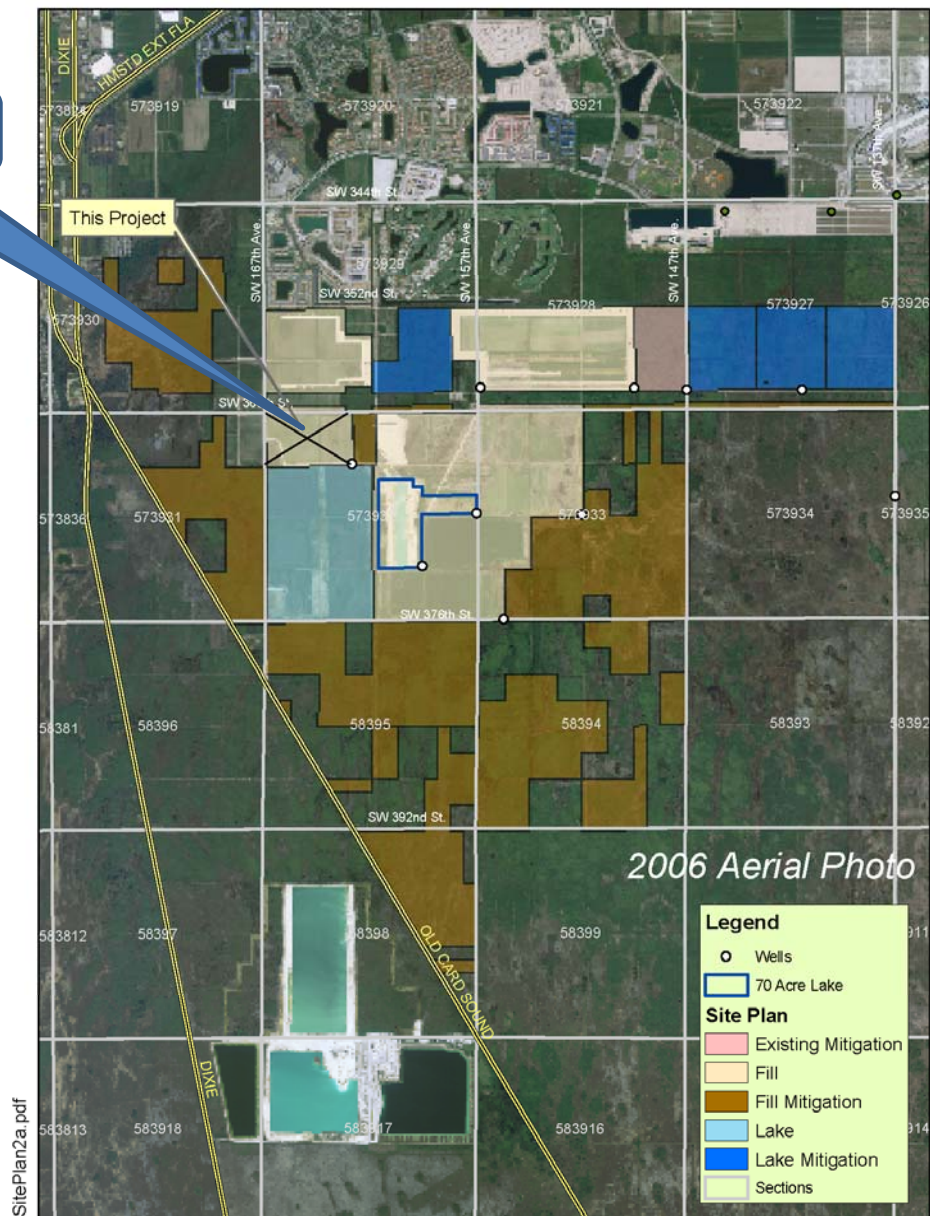 DIXIE
HMSTD EXT FLA
573919
573920
573921
573922
SW 137th Ave.
SW 344th St.
This Project
SW 167th Ave.
573929
SW 352nd St.
SW 157th Ave.
573928
SW 147th Ave.
573927
573926
573930
573836
573931
573934
573935
SW 376th St.
58381
58396
58395
58394
58393
58392
SW 392nd St.
2006 Aerial Photo
583812
58397
58398
58399
OLD CARD SOUND
DIXIE
583813
583918
583916
Legend
Wells
70 Acre Lake
Site Plan
Existing Mitigation
Fill
Fill Mitigation
Lake
Lake Mitigation
Sections
SitePlan2a.pdf